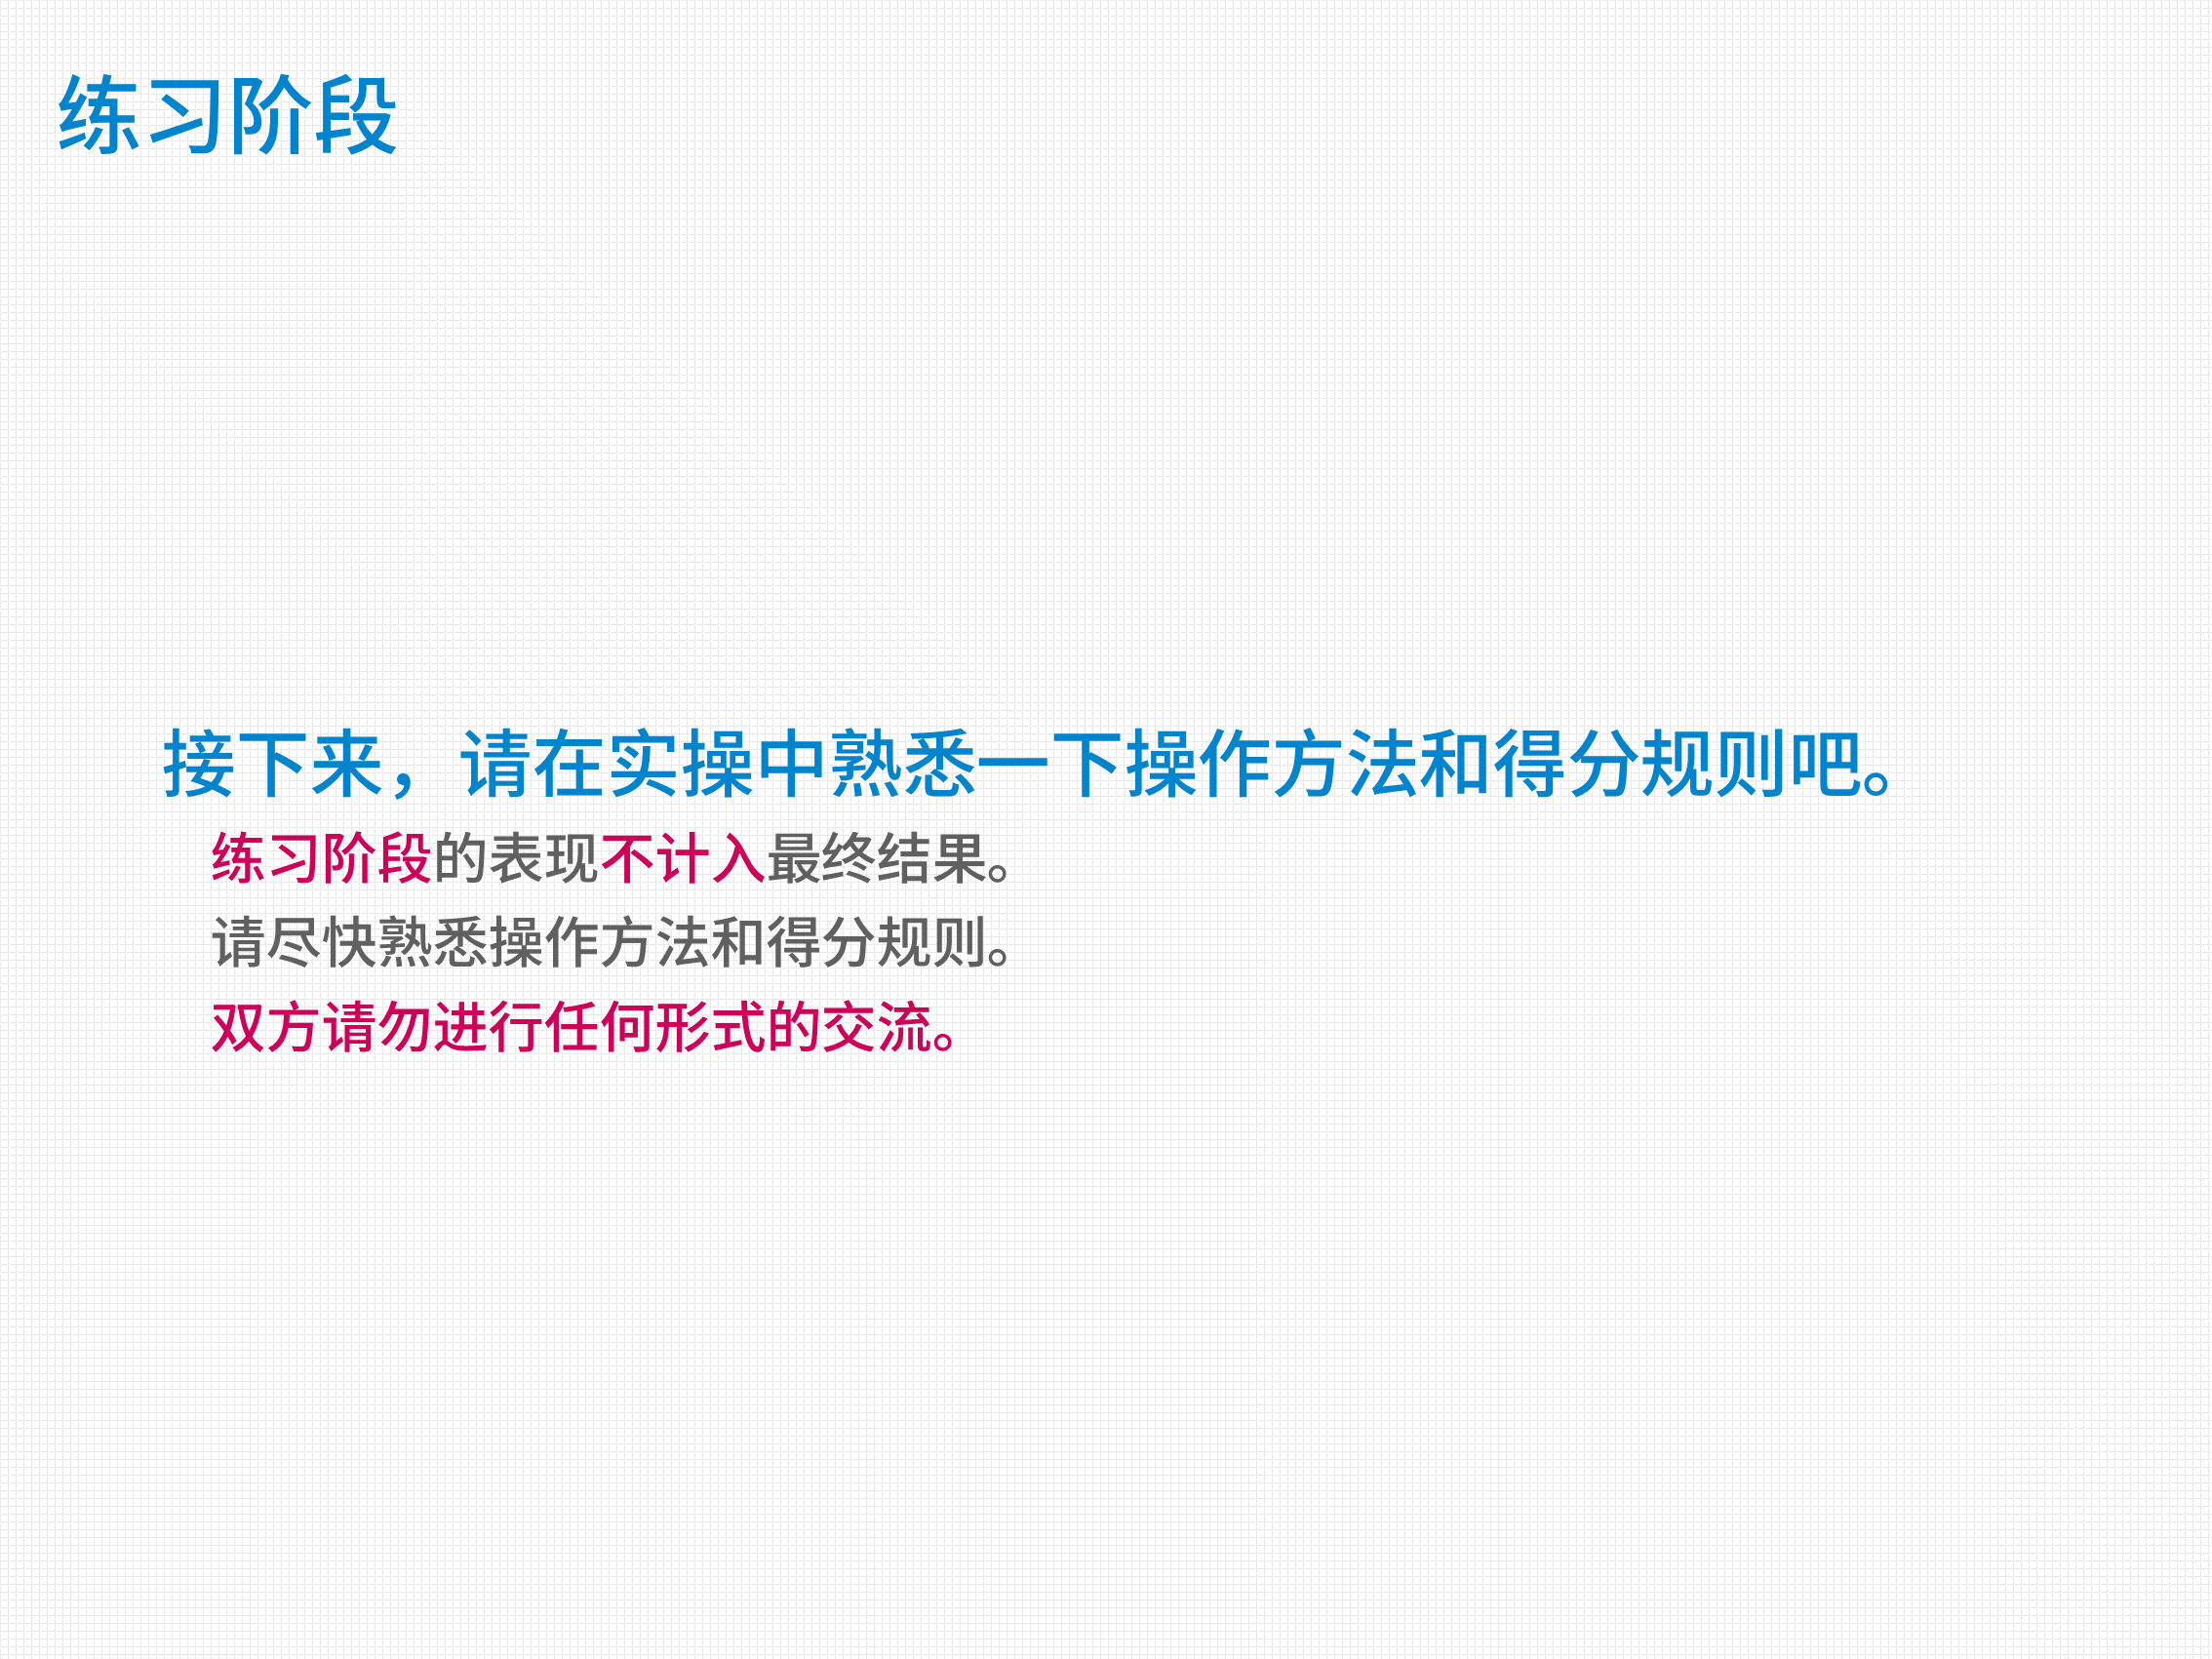 练习阶段
接下来，请在实操中熟悉一下操作方法和得分规则吧。
练习阶段的表现不计入最终结果。
请尽快熟悉操作方法和得分规则。
双方请勿进行任何形式的交流。